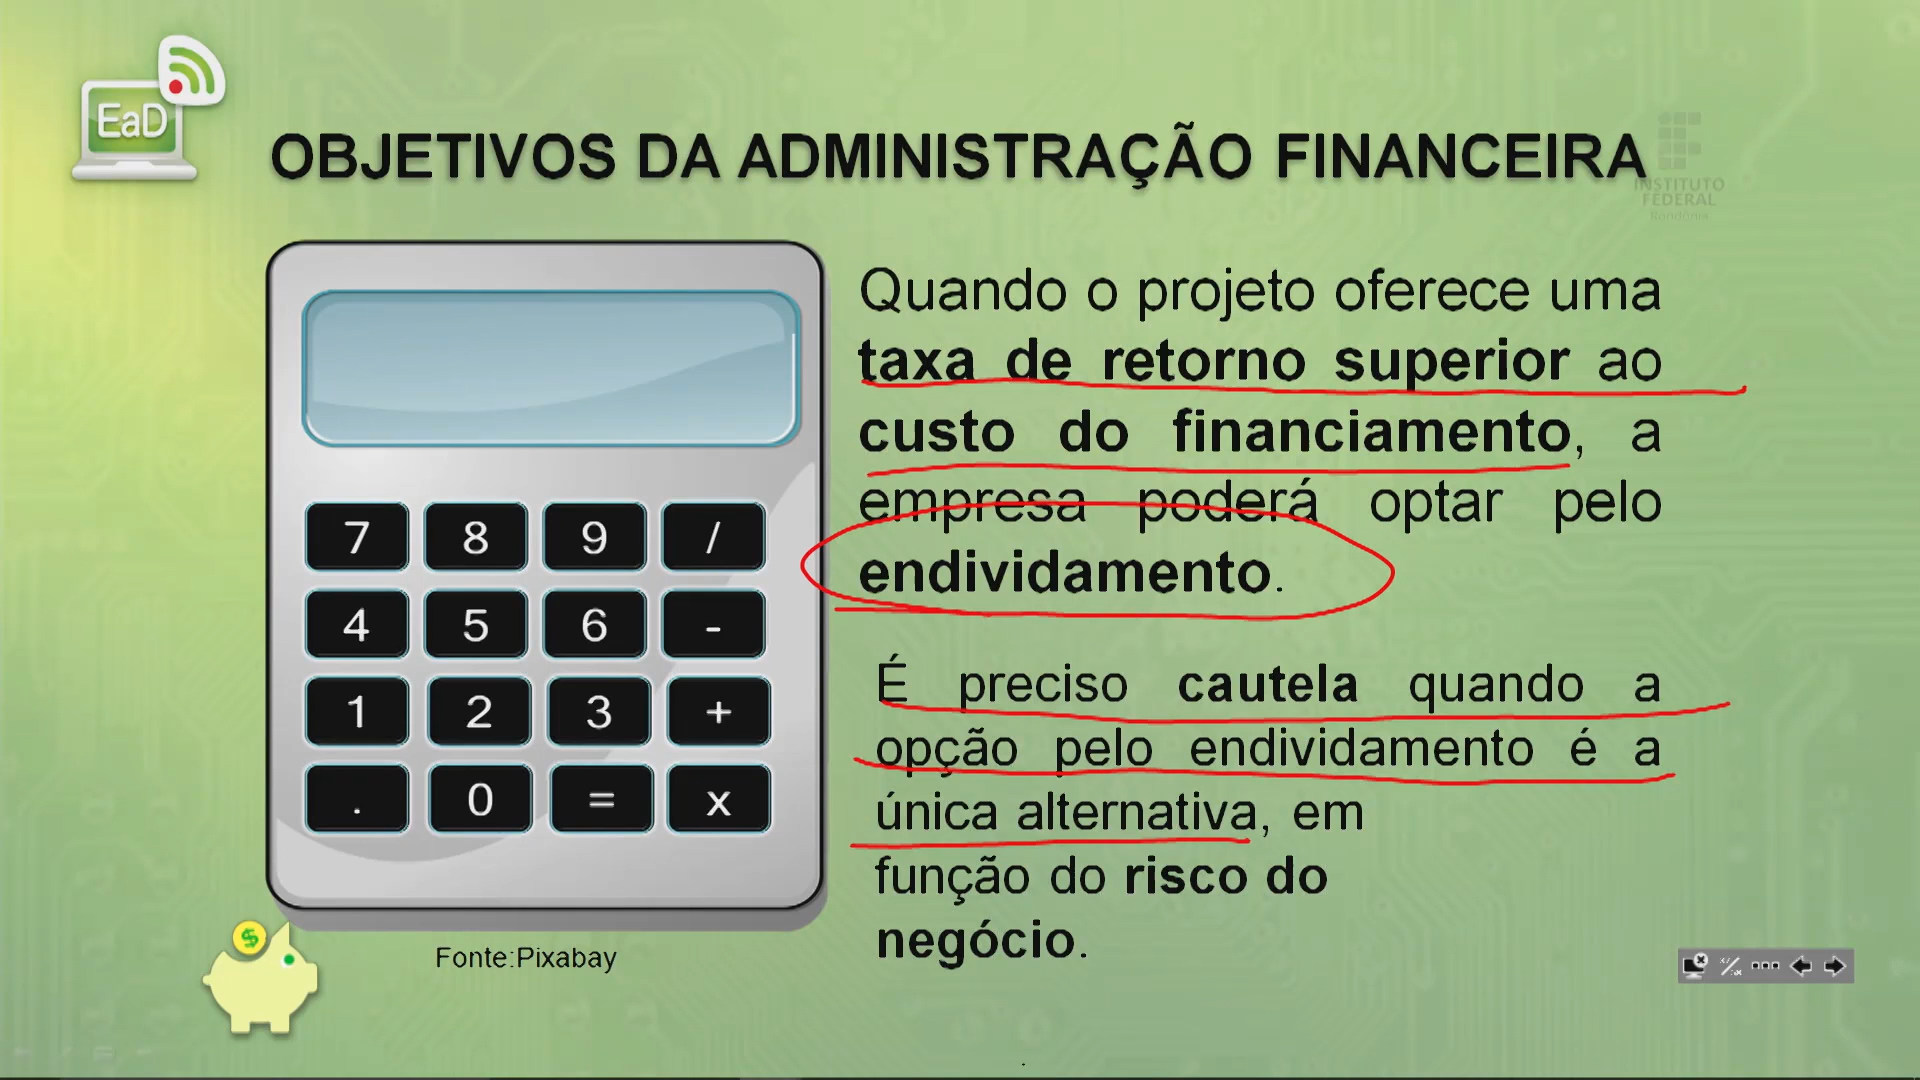 EaD
OBJETIVOS DA ADMINISTRAÇÃO FINANCEIRA
INSTITUTO
FEDERAL
Rondônia
Quando o projeto oferece uma
taxa de retorno superior ao
custo do financiamento, a
empresa poderá optar pelo
endividamento.
É preciso cautela quando a
opção pelo endividamento é a
única alternativa, em
função do risco do
negócio.
7 8 9 /
4 5 6 -
1 2 3 +
. 0 = x
$
Fonte:Pixabay